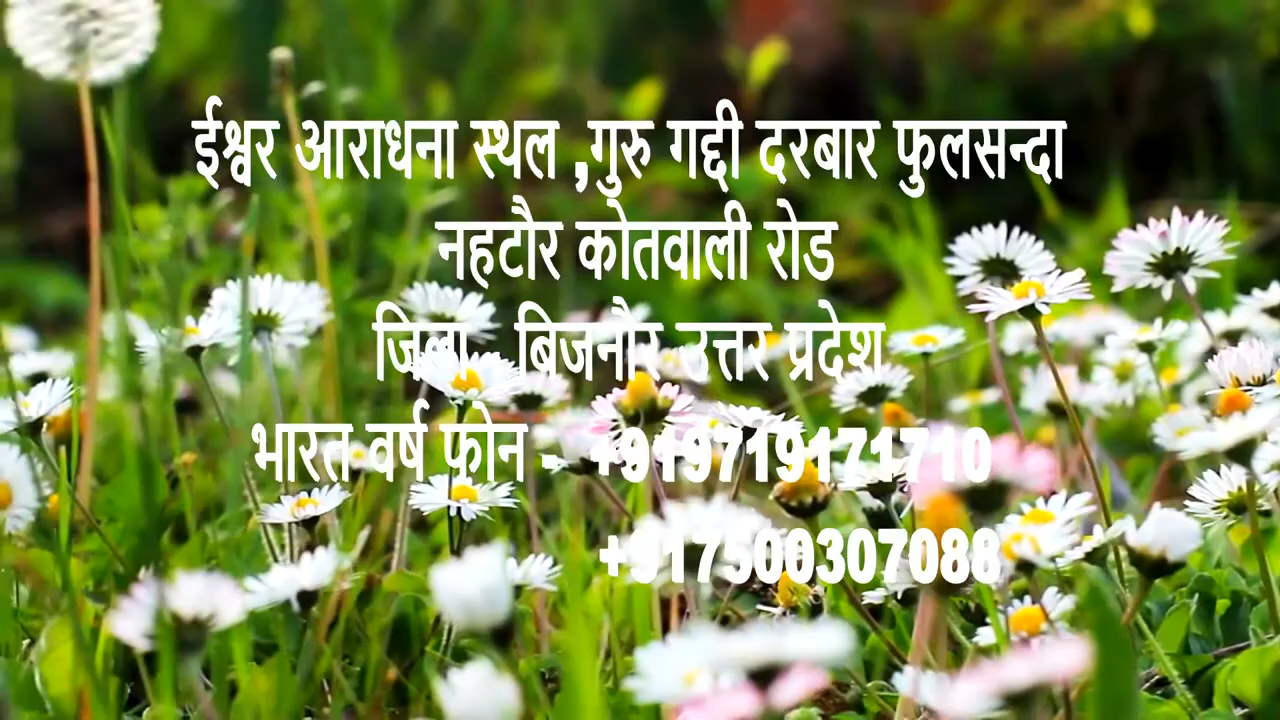 ईश्वर आराधना स्थल ,गुरु गद्दी दरबार फुलसन्दा
नहटौर कोतवाली रोड
जिला - बिजनौर उत्तर प्रदेश
भारत वर्ष फोन - +919719171710
+917500307088